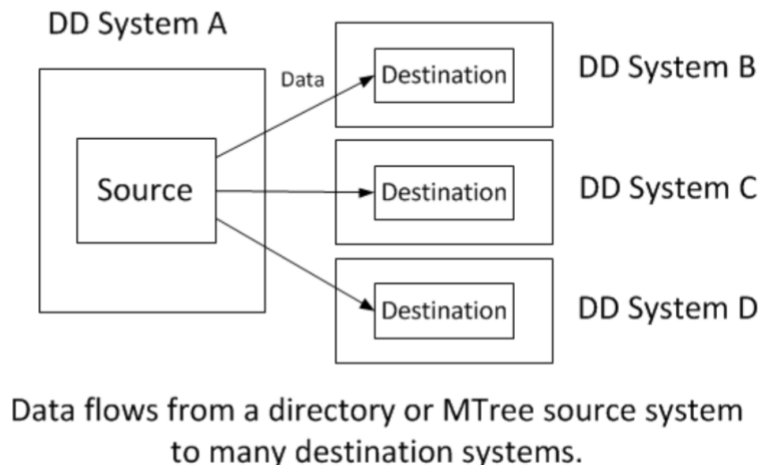 DD System A
Data
Destination
DD System B
Source
Destination
DD System C
Destination
DD System D
Data flows from a directory or MTree source system
to many destination systems.